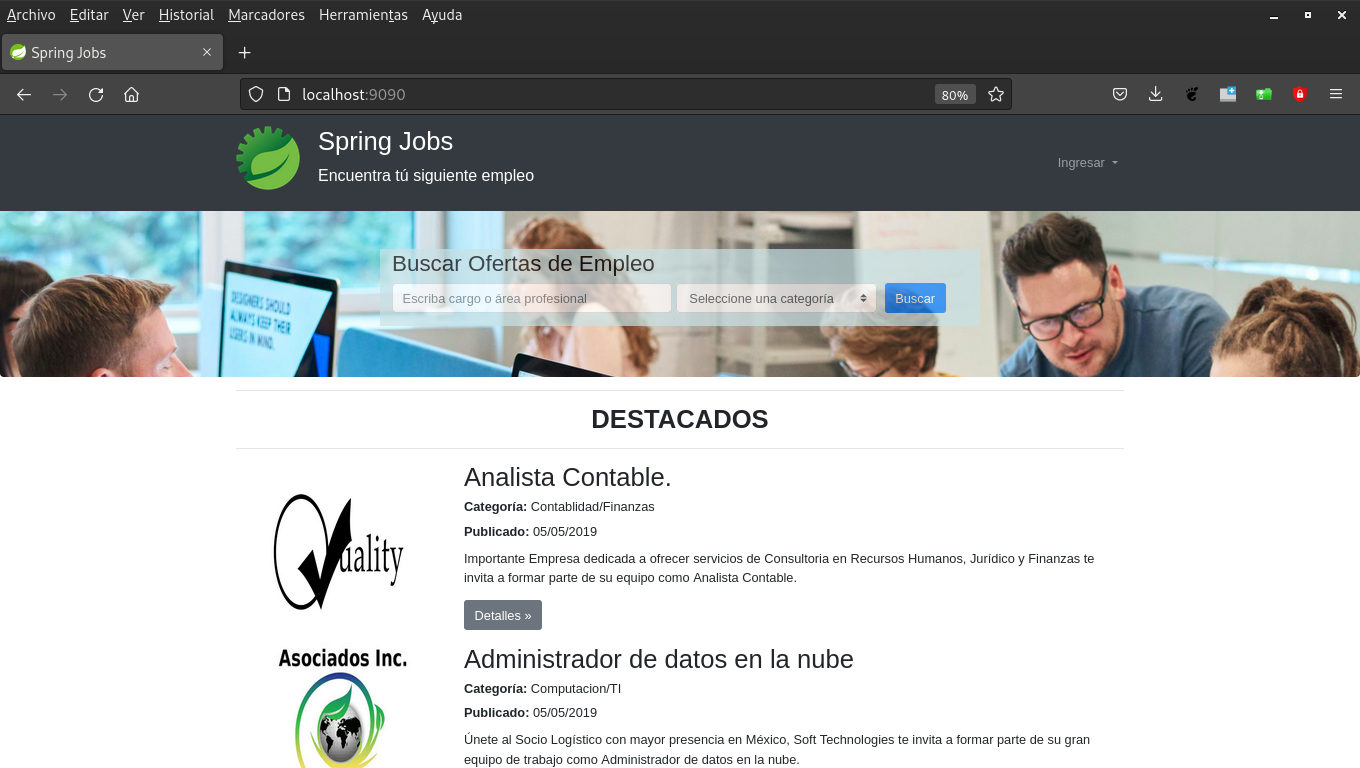 Archivo Editar Ver Historial Marcadores Herramientas Ayuda
Spring Jobs
localhost:9090
80%
Spring Jobs
Encuentra tú siguiente empleo
Ingresar
DESIGNERS SHOULD
ALWAYS KEEP THEIR
USERS IN MIND.
Buscar Ofertas de Empleo
Escriba cargo o área profesional
Seleccione una categoría
Buscar
DESTACADOS
Quality
Analista Contable.
Categoría: Contablidad/Finanzas
Publicado: 05/05/2019
Importante Empresa dedicada a ofrecer servicios de Consultoria en Recursos Humanos, Jurídico y Finanzas te
invita a formar parte de su equipo como Analista Contable.
Detalles »
Asociados Inc.
Administrador de datos en la nube
Categoría: Computacion/TI
Publicado: 05/05/2019
Únete al Socio Logístico con mayor presencia en México, Soft Technologies te invita a formar parte de su gran
equipo de trabajo como Administrador de datos en la nube.